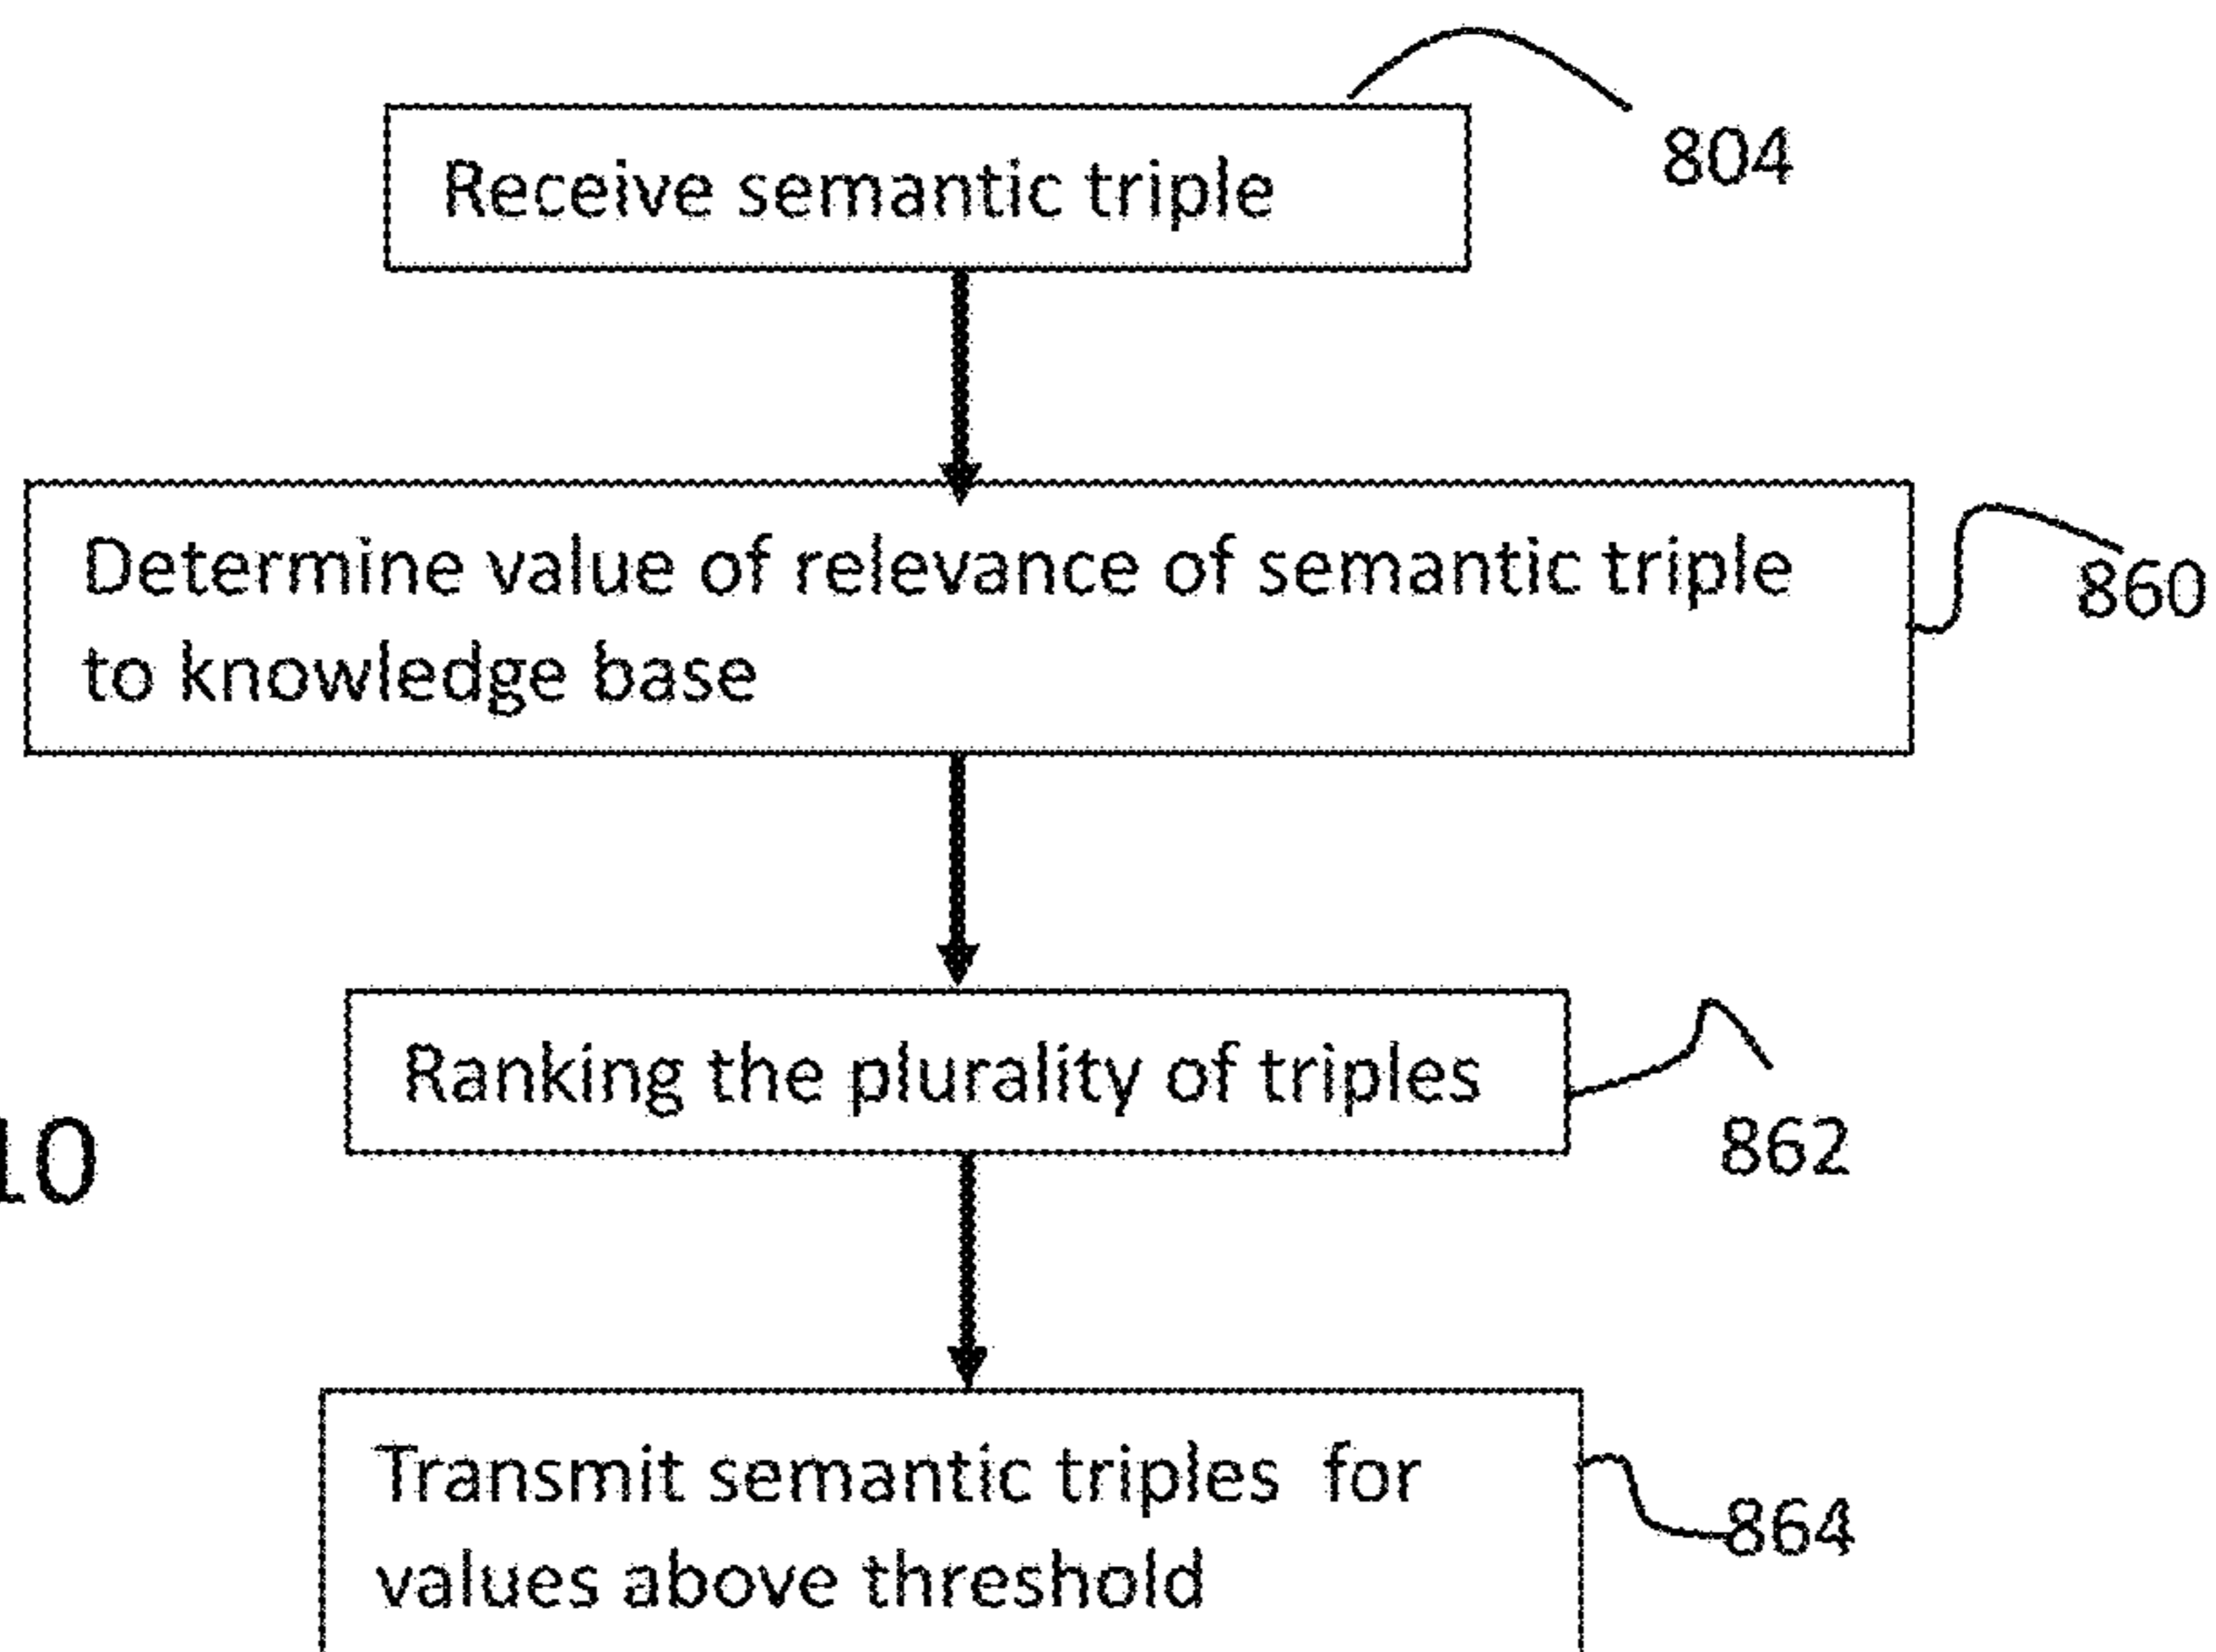 804
Receive semantic triple
Determine value of relevance of semantic triple
to knowledge base
860
Ranking the plurality of triples
862
10
Transmit semantic triples for
values above threshold
864